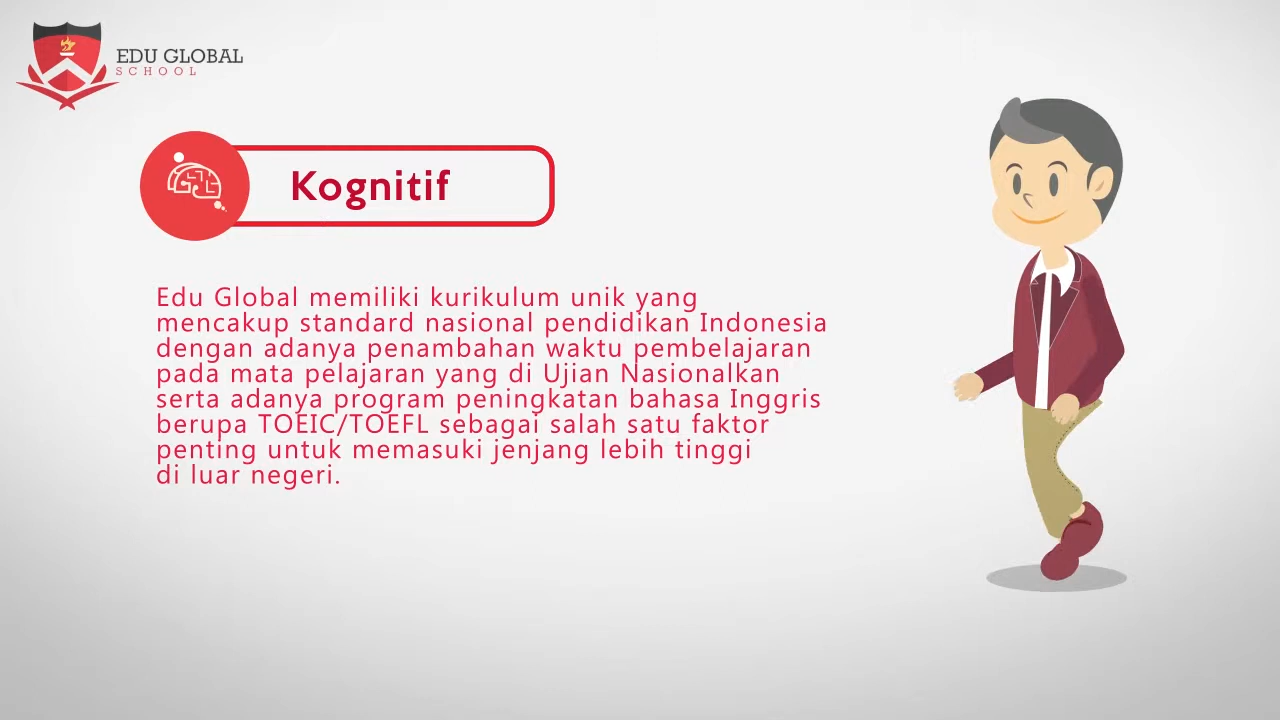 EDU GLOBAL
SCHOOL
Kognitif
Edu Global memiliki kurikulum unik yang
mencakup standard nasional pendidikan Indonesia
dengan adanya penambahan waktu pembelajaran
pada mata pelajaran yang di Ujian Nasionalkan
serta adanya program peningkatan bahasa Inggris
berupa TOEIC/TOEFL sebagai salah satu faktor
penting untuk memasuki jenjang lebih tinggi
di luar negeri.